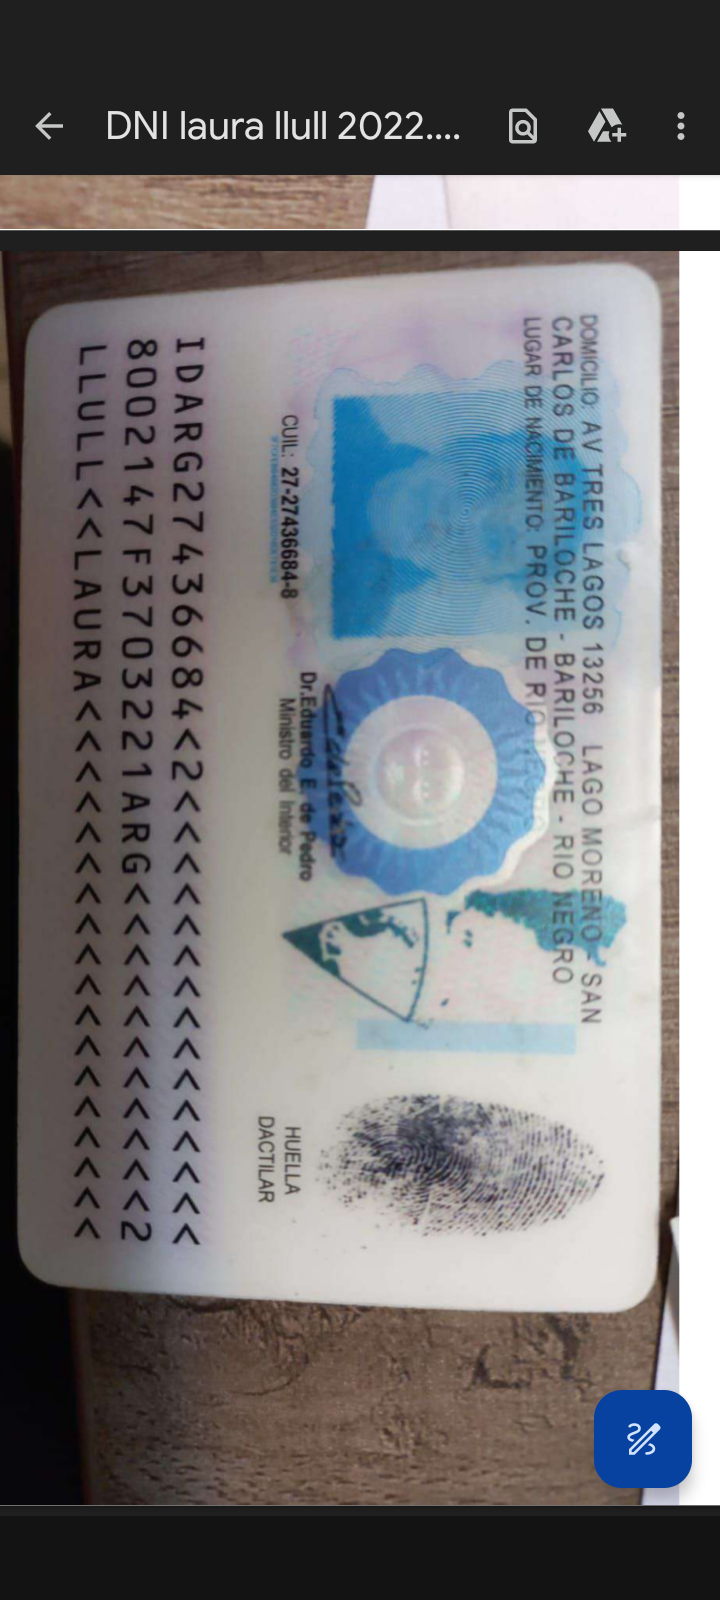 DNI laura llull 2022....
DOMICILIO: AV TRES LAGOS 13256 LAGO MORENO - SAN
CARLOS DE BARILOCHE - BARILOCHE - RIO NEGRO
LUGAR DE NACIMIENTO: PROV. DE RIO NEGRO
CUIL: 27-27436684-8
Dr. Eduardo E. de Pedro
Ministro del Interior
HUELLA
DACTILAR
IDARG27436684<2<<<<<<<<<<<<<<<
8002147F3703221ARG<<<<<<<<<<<2
LLULL<<LAURA<<<<<<<<<<<<<<<<<<